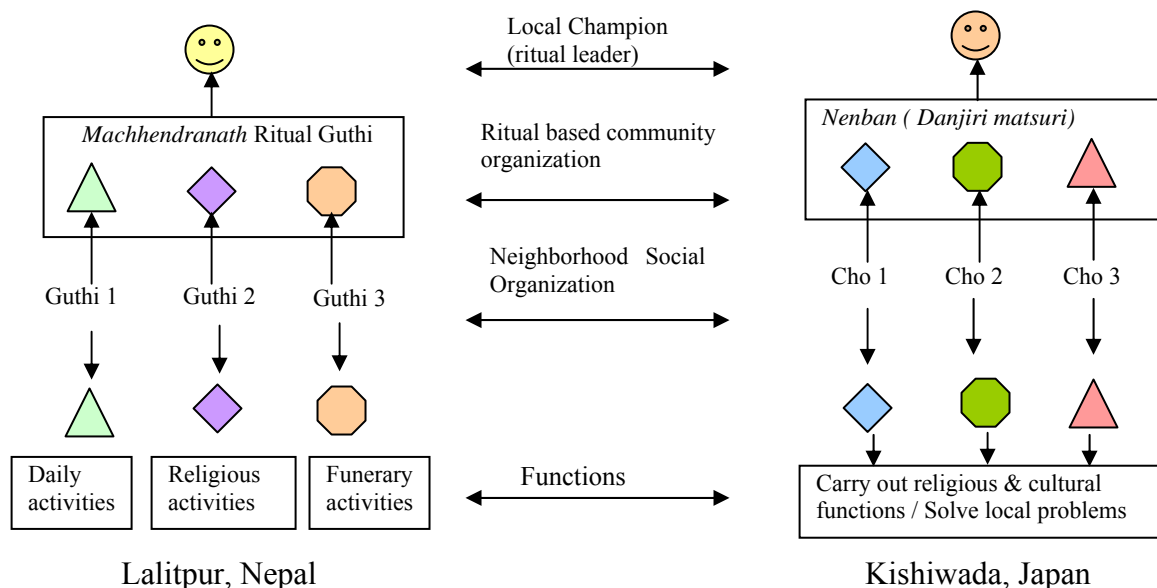 Local Champion
(ritual leader)
Machhendranath Ritual Guthi
Nenban ( Danjiri matsuri)
Ritual based community
organization
Neighborhood Social
Organization
Guthi 1 Guthi 2 Guthi 3
Cho 1 Cho 2 Cho 3
Daily
activities
Religious
activities
Funerary
activities
Functions
Carry out religious & cultural
functions / Solve local problems
Lalitpur, Nepal
Kishiwada, Japan